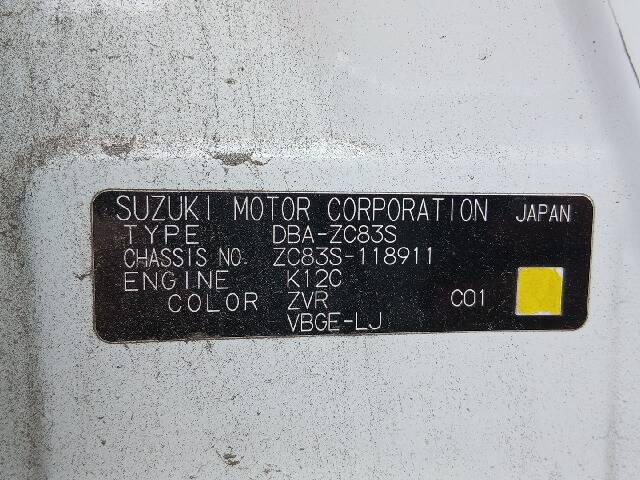 SUZUKI MOTOR CORPORATION JAPAN
TYPE DBA-ZC83S
CHASSIS NO. ZC83S-118911
ENGINE K12C
COLOR ZVR C01
VBGE-LJ